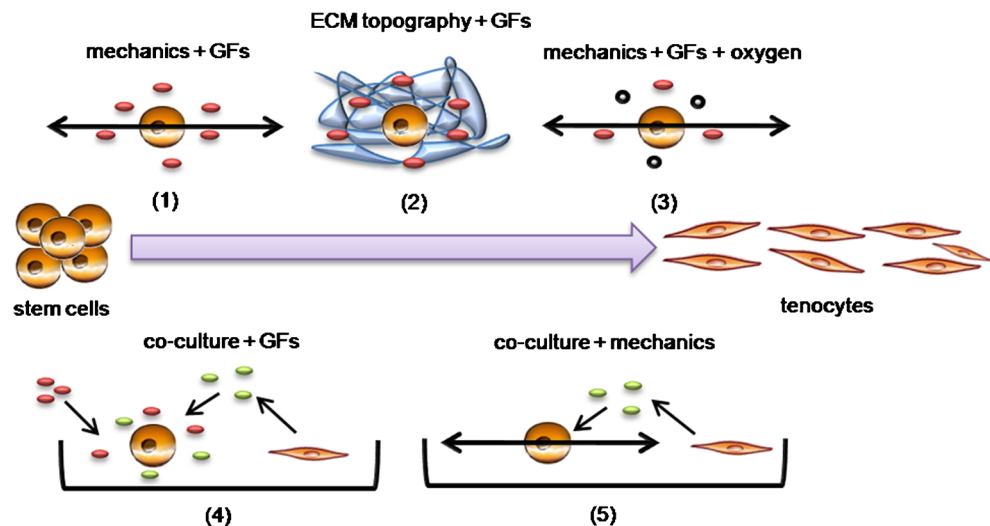 ECM topography + GFs
mechanics + GFs
mechanics + GFs + oxygen
(1)
(2)
(3)
stem cells
tenocytes
co-culture + GFs
co-culture + mechanics
(4)
(5)